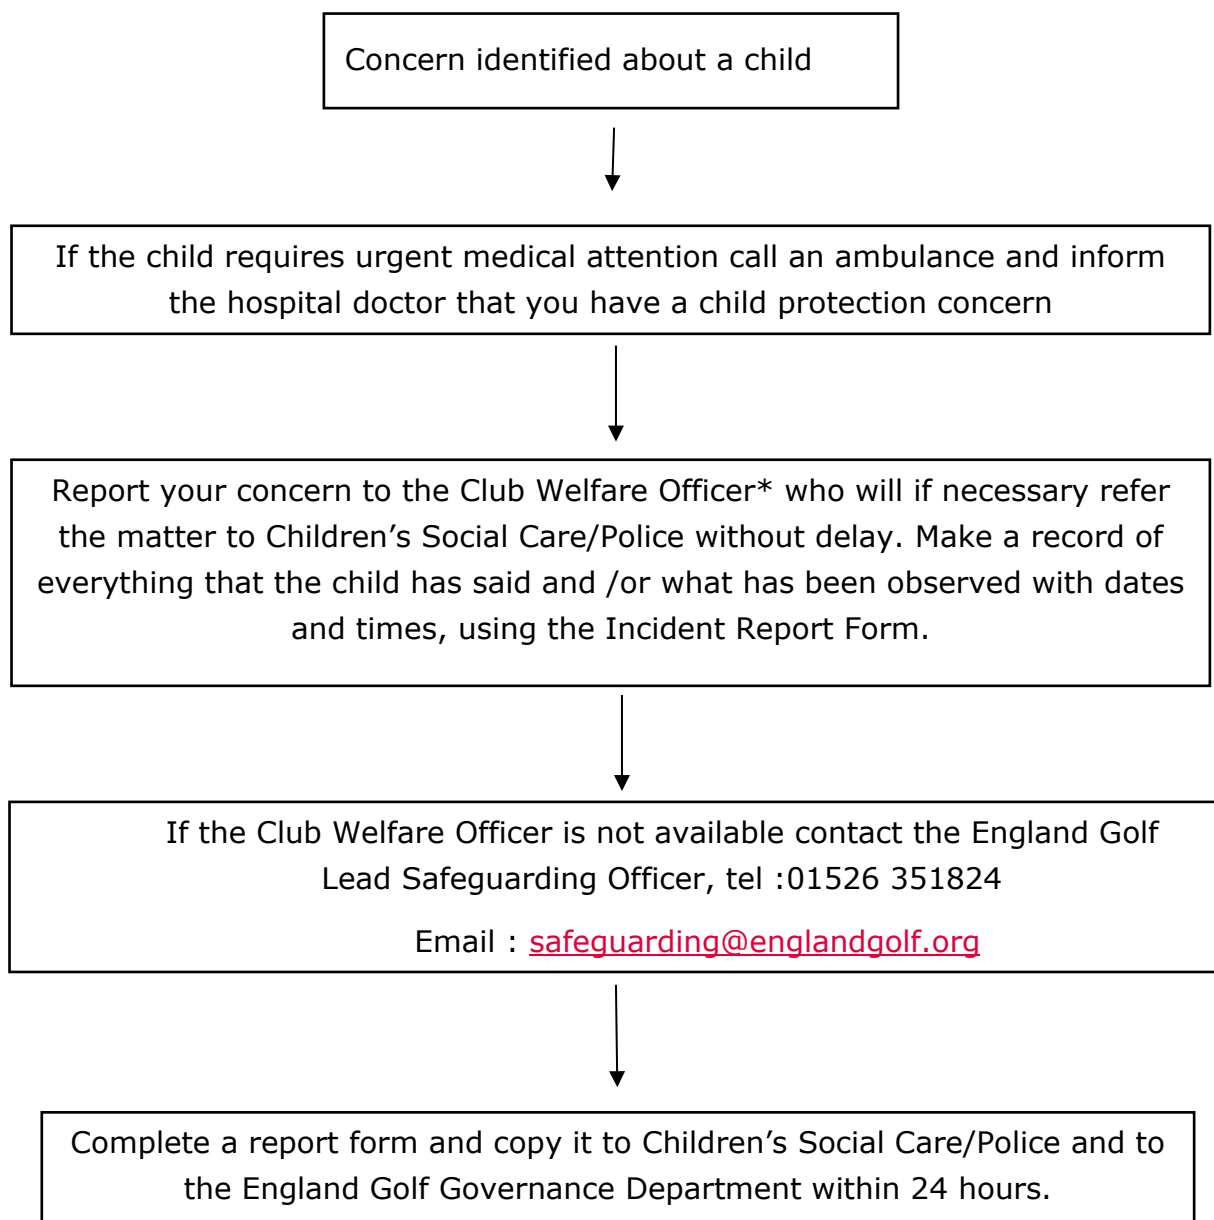 Concern identified about a child
If the child requires urgent medical attention call an ambulance and inform
the hospital doctor that you have a child protection concern
Report your concern to the Club Welfare Officer* who will if necessary refer
the matter to Children’s Social Care/Police without delay. Make a record of
everything that the child has said and /or what has been observed with dates
and times, using the Incident Report Form.
If the Club Welfare Officer is not available contact the England Golf
Lead Safeguarding Officer, tel :01526 351824
Email : safeguarding@englandgolf.org
Complete a report form and copy it to Children’s Social Care/Police and to
the England Golf Governance Department within 24 hours.